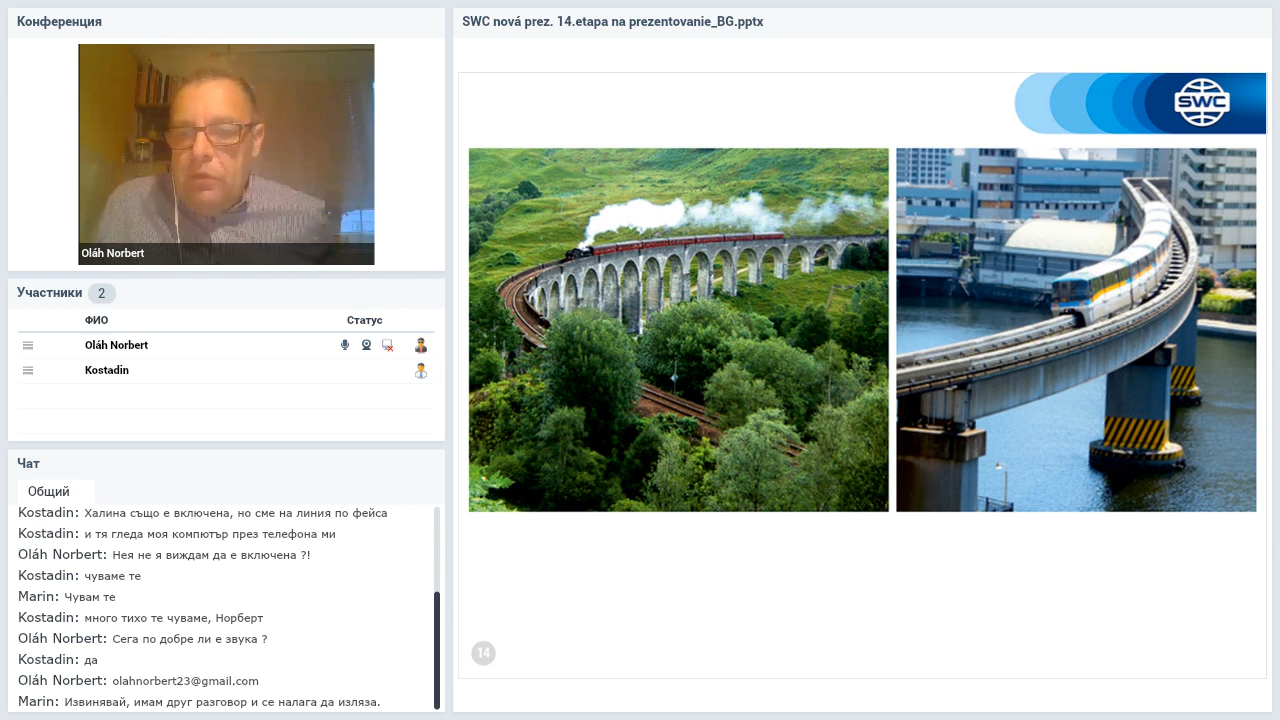 Конференция
Oláh Norbert
Участники 2
ФИО Статус
Oláh Norbert
Kostadin
Чат
Общий
Kostadin: Халина също е включена, но сме на линия по фейса
Kostadin: и тя гледа моя компютър през телефона ми
Oláh Norbert: Нея не я виждам да е включена ?!
Kostadin: чуваме те
Marin: Чувам те
Kostadin: много тихо те чуваме, Норберт
Oláh Norbert: Сега по добре ли е звука ?
Kostadin: да
Oláh Norbert: olahnorbert23@gmail.com
Marin: Извинявай, имам друг разговор и се налага да изляза.
SWC nová prez. 14.etapa na prezentovanie_BG.pptx
SWC
14